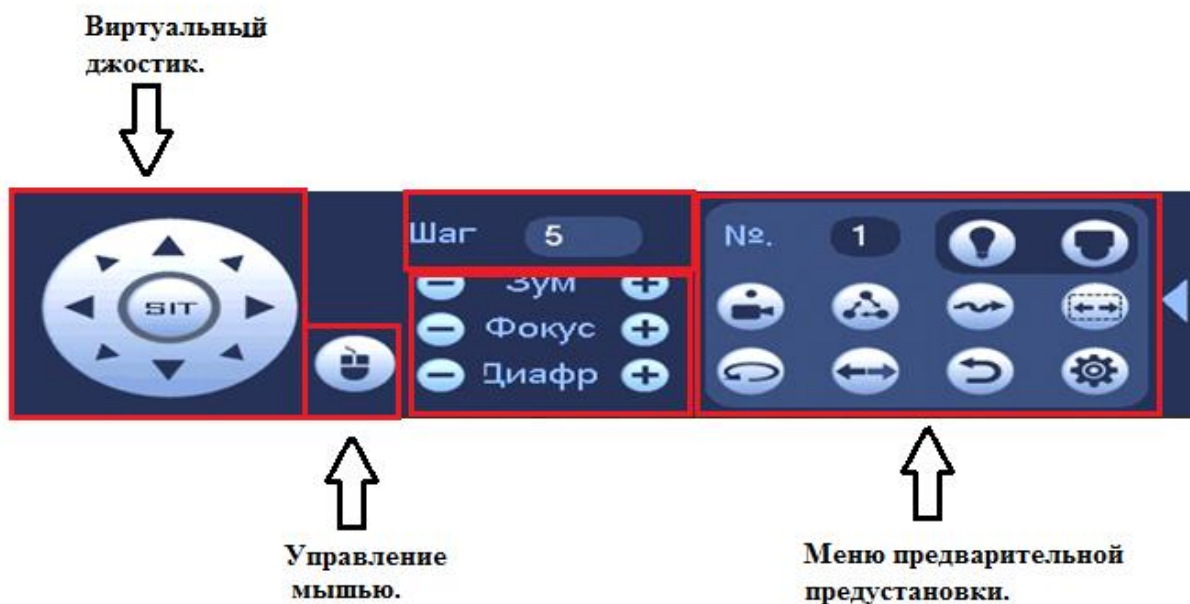 Виртуальный
джостик.
Шаг 5
Зум
Фокус
Диафр
№. 1
SIT
Управление
мышью.
Меню предварительной
предустановки.